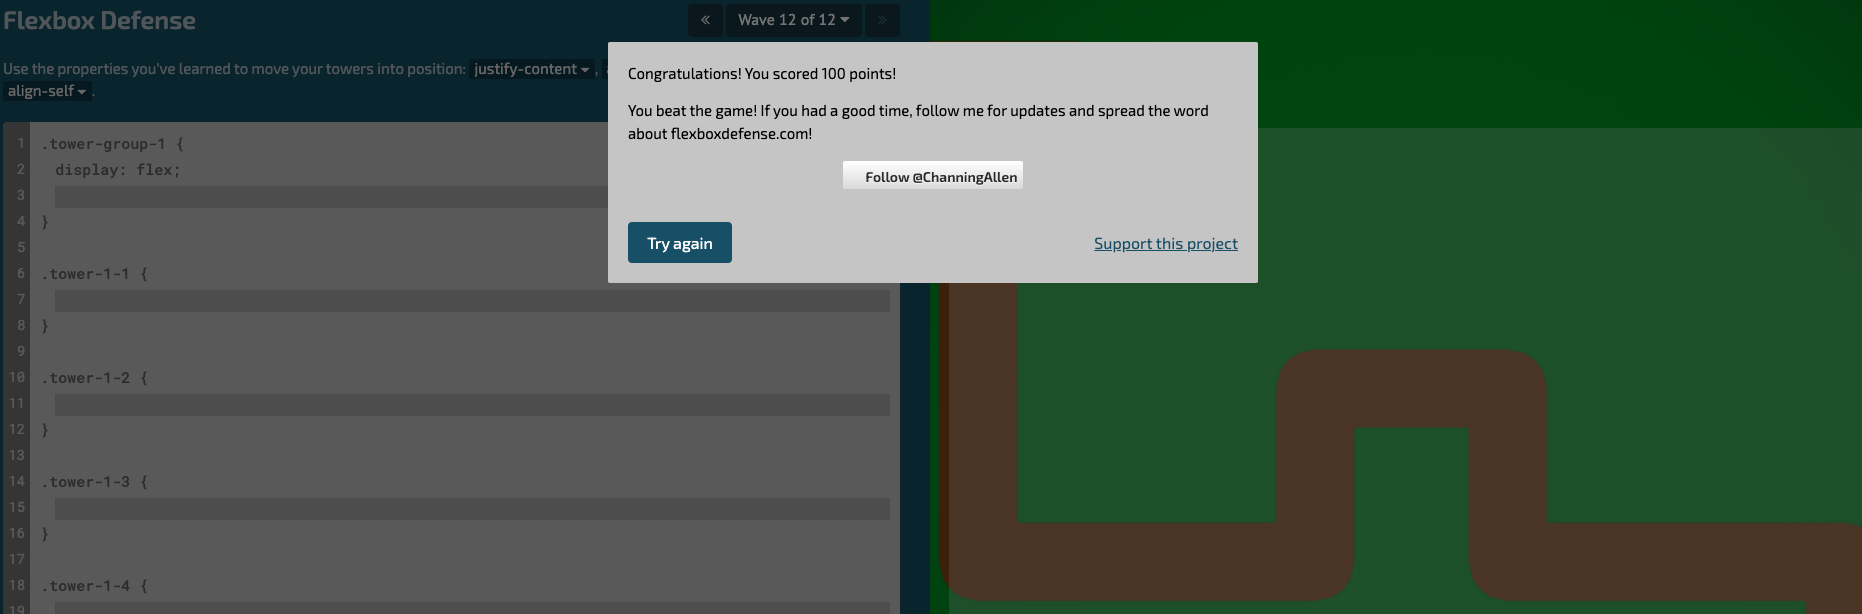 Flexbox Defense
« Wave 12 of 12 »
Use the properties you've learned to move your towers into position: justify-content ,
align-self .
Congratulations! You scored 100 points!
You beat the game! If you had a good time, follow me for updates and spread the word
about flexboxdefense.com!
Follow @ChanningAllen
Try again
Support this project
1 .tower-group-1 {
2 display: flex;
3
4 }
5
6 .tower-1-1 {
7
8 }
9
10 .tower-1-2 {
11
12 }
13
14 .tower-1-3 {
15
16 }
17
18 .tower-1-4 {
19